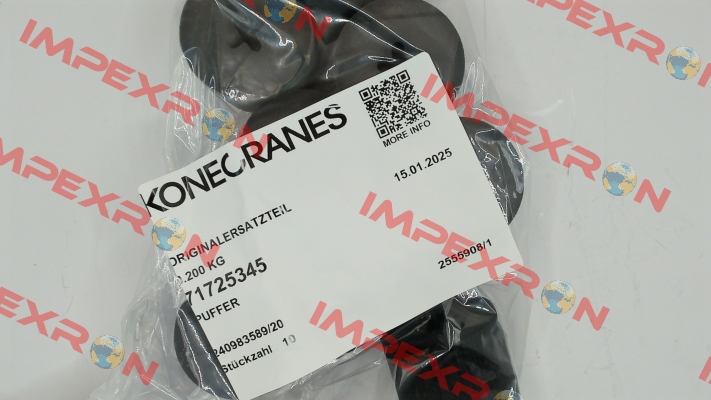 KONECRANES
MORE INFO
15.01.2025
ORIGINALERSATZTEIL
.200 KG
71725345
PUFFER
2555908/1
240983589/20
Stückzahl 10
IMPEXRON
IMPEXRON
IMPEXRON
IMPEXRON
IMPEXRON
IMPEXRON